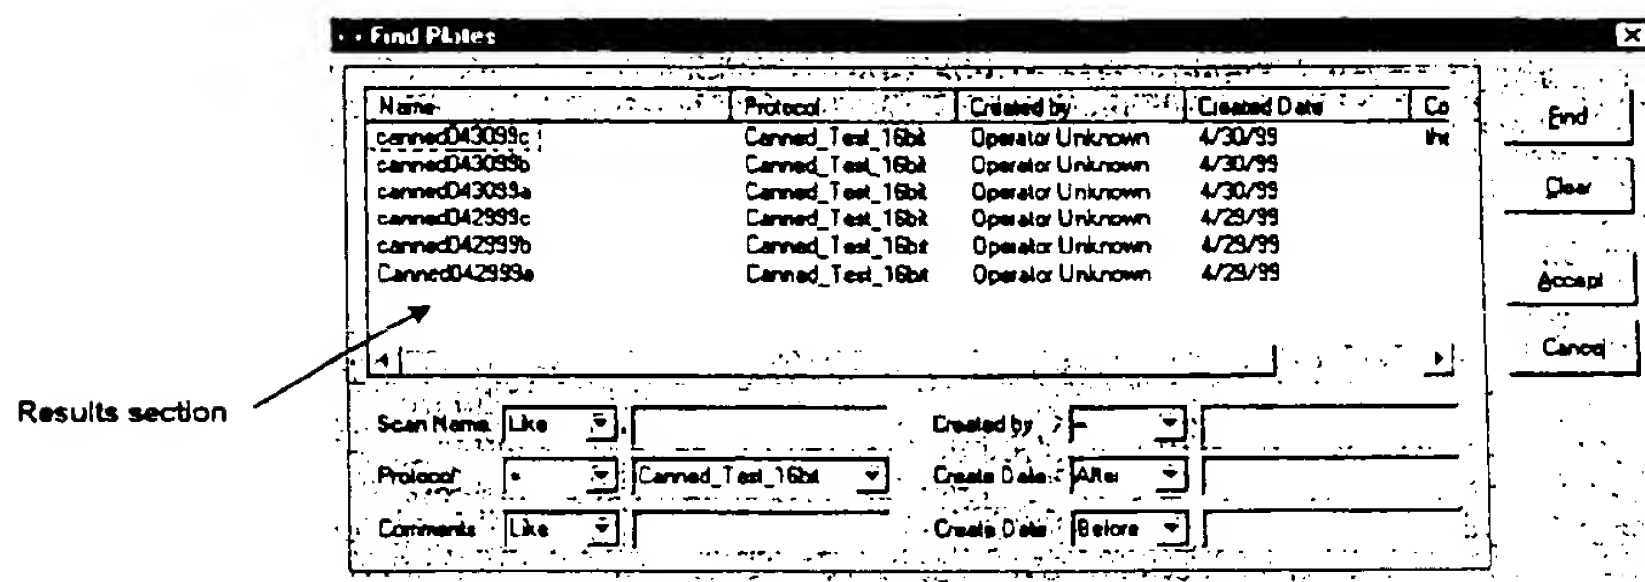 Find Plates
Name Protocol Created by Created Date Co
canned043099c Canned_Test_16bit Operator Unknown 4/30/99 the
canned043099b Canned_Test_16bit Operator Unknown 4/30/99
canned043099a Canned_Test_16bit Operator Unknown 4/30/99
canned042999c Canned_Test_16bit Operator Unknown 4/29/99
canned042999b Canned_Test_16bit Operator Unknown 4/29/99
Canned042999a Canned_Test_16bit Operator Unknown 4/29/99
Find
Clear
Accept
Cancel
Results section
Scan Name Like Created by =
Protocol = Canned_Test_16bit Create Date After
Comments Like Create Date Before